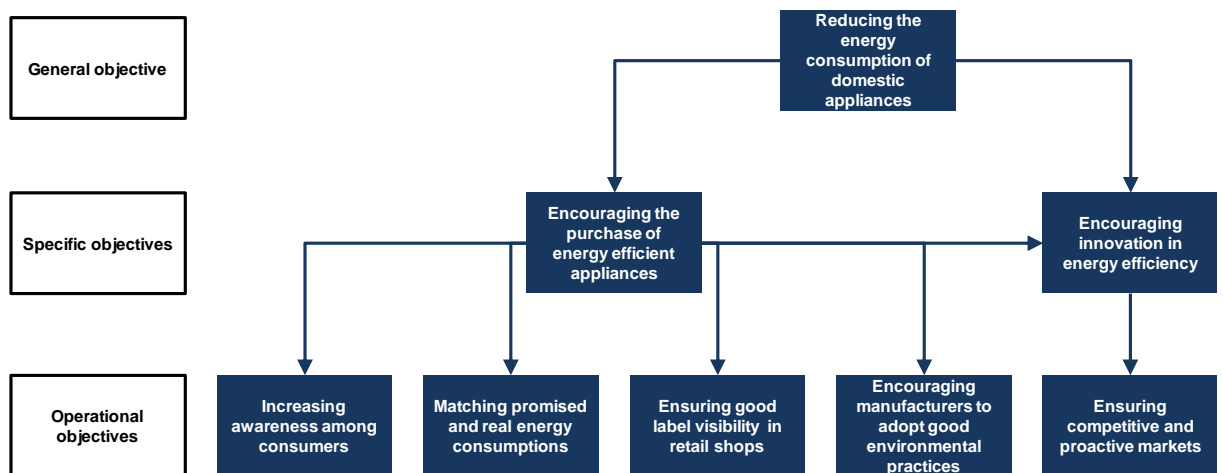 General objective
Reducing the
energy
consumption of
domestic
appliances
Specific objectives
Encouraging the
purchase of
energy efficient
appliances
Encouraging
innovation in
energy efficiency
Operational
objectives
Increasing
awareness among
consumers
Matching promised
and real energy
consumptions
Ensuring good
label visibility in
retail shops
Encouraging
manufacturers to
adopt good
environmental
practices
Ensuring
competitive and
proactive markets